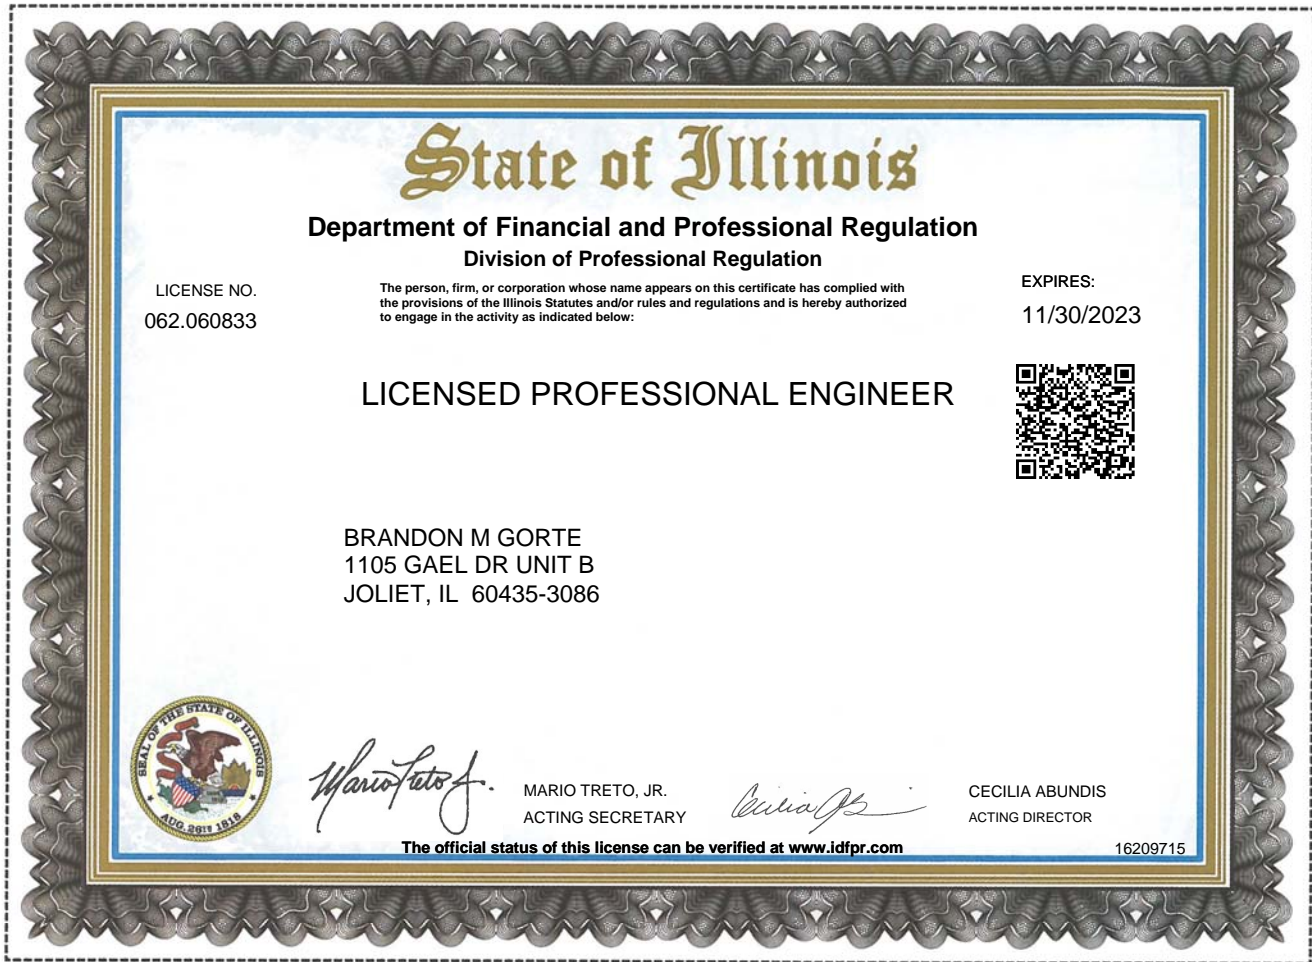 State of Illinois
Department of Financial and Professional Regulation
Division of Professional Regulation
LICENSE NO.
062.060833
The person, firm, or corporation whose name appears on this certificate has complied with
the provisions of the Illinois Statutes and/or rules and regulations and is hereby authorized
to engage in the activity as indicated below:
EXPIRES:
11/30/2023
LICENSED PROFESSIONAL ENGINEER
BRANDON M GORTE
1105 GAEL DR UNIT B
JOLIET, IL 60435-3086
SEAL OF THE STATE OF ILLINOIS
AUG. 26TH 1818
Mario Treto Jr.
MARIO TRETO, JR.
ACTING SECRETARY
CECILIA ABUNDIS
ACTING DIRECTOR
The official status of this license can be verified at www.idfpr.com
16209715